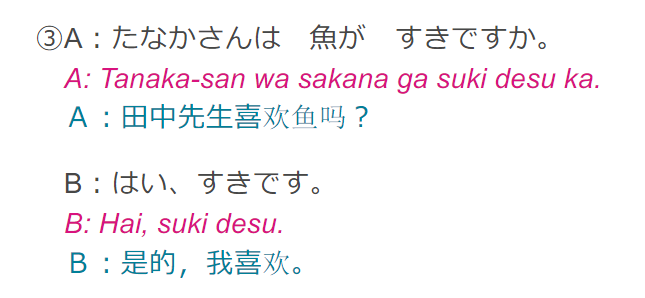 ③A：たなかさんは　魚が　すきですか。
A: Tanaka-san wa sakana ga suki desu ka.
Ａ：田中先生喜欢鱼吗？
B：はい、すきです。
B: Hai, suki desu.
Ｂ：是的，我喜欢。